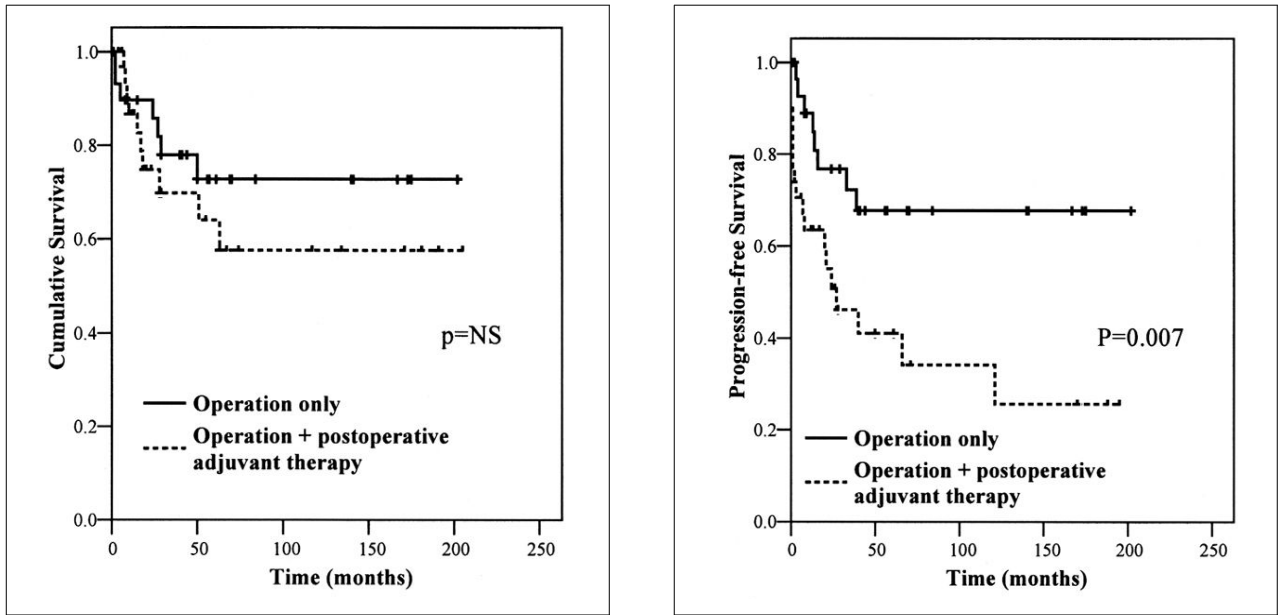 Cumulative Survival
1.0
0.8
0.6
0.4
0.2
0.0
p=NS
Operation only
Operation + postoperative
adjuvant therapy
0 50 100 150 200 250
Time (months)
Progression-free Survival
1.0
0.8
0.6
0.4
0.2
0.0
P=0.007
Operation only
Operation + postoperative
adjuvant therapy
0 50 100 150 200 250
Time (months)